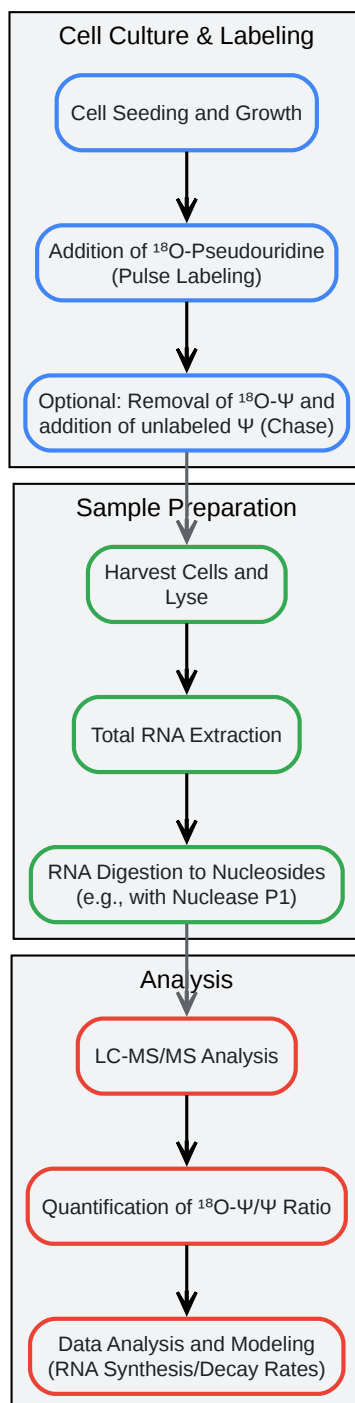 Cell Culture & Labeling
Cell Seeding and Growth
Addition of ¹⁸O-Pseudouridine
(Pulse Labeling)
Optional: Removal of ¹⁸O-Ψ and
addition of unlabeled Ψ (Chase)
Sample Preparation
Harvest Cells and
Lyse
Total RNA Extraction
RNA Digestion to Nucleosides
(e.g., with Nuclease P1)
Analysis
LC-MS/MS Analysis
Quantification of ¹⁸O-Ψ/Ψ Ratio
Data Analysis and Modeling
(RNA Synthesis/Decay Rates)